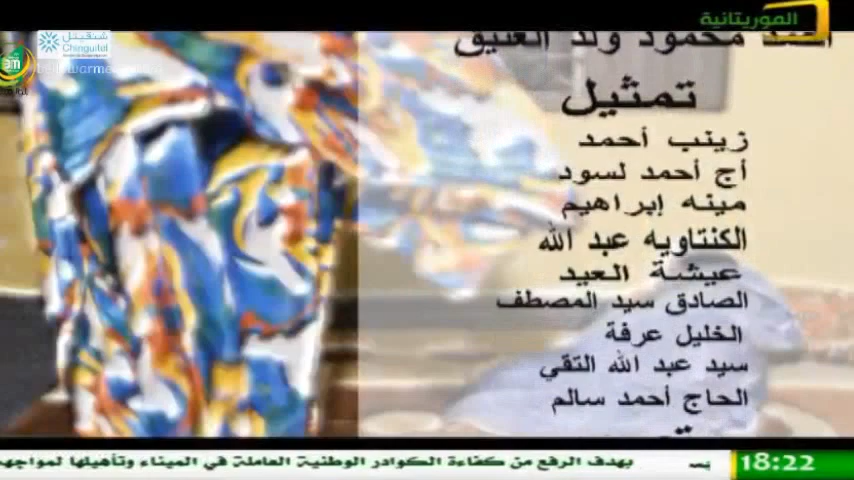 الموريتانية
شنقيتل
Chinguitel
أحمد محمود ولد العتيق
تمثيل
زينب أحمد
أج أحمد لسود
مينه إبراهيم
الكنتاويه عبد الله
عيشة العيد
الصادق سيد المصطف
الخليل عرفة
سيد عبد الله التقي
الحاج أحمد سالم
بهدف الرفع من كفاءة الكوادر الوطنية العاملة في الميناء وتأهيلها لمواجه
18:22